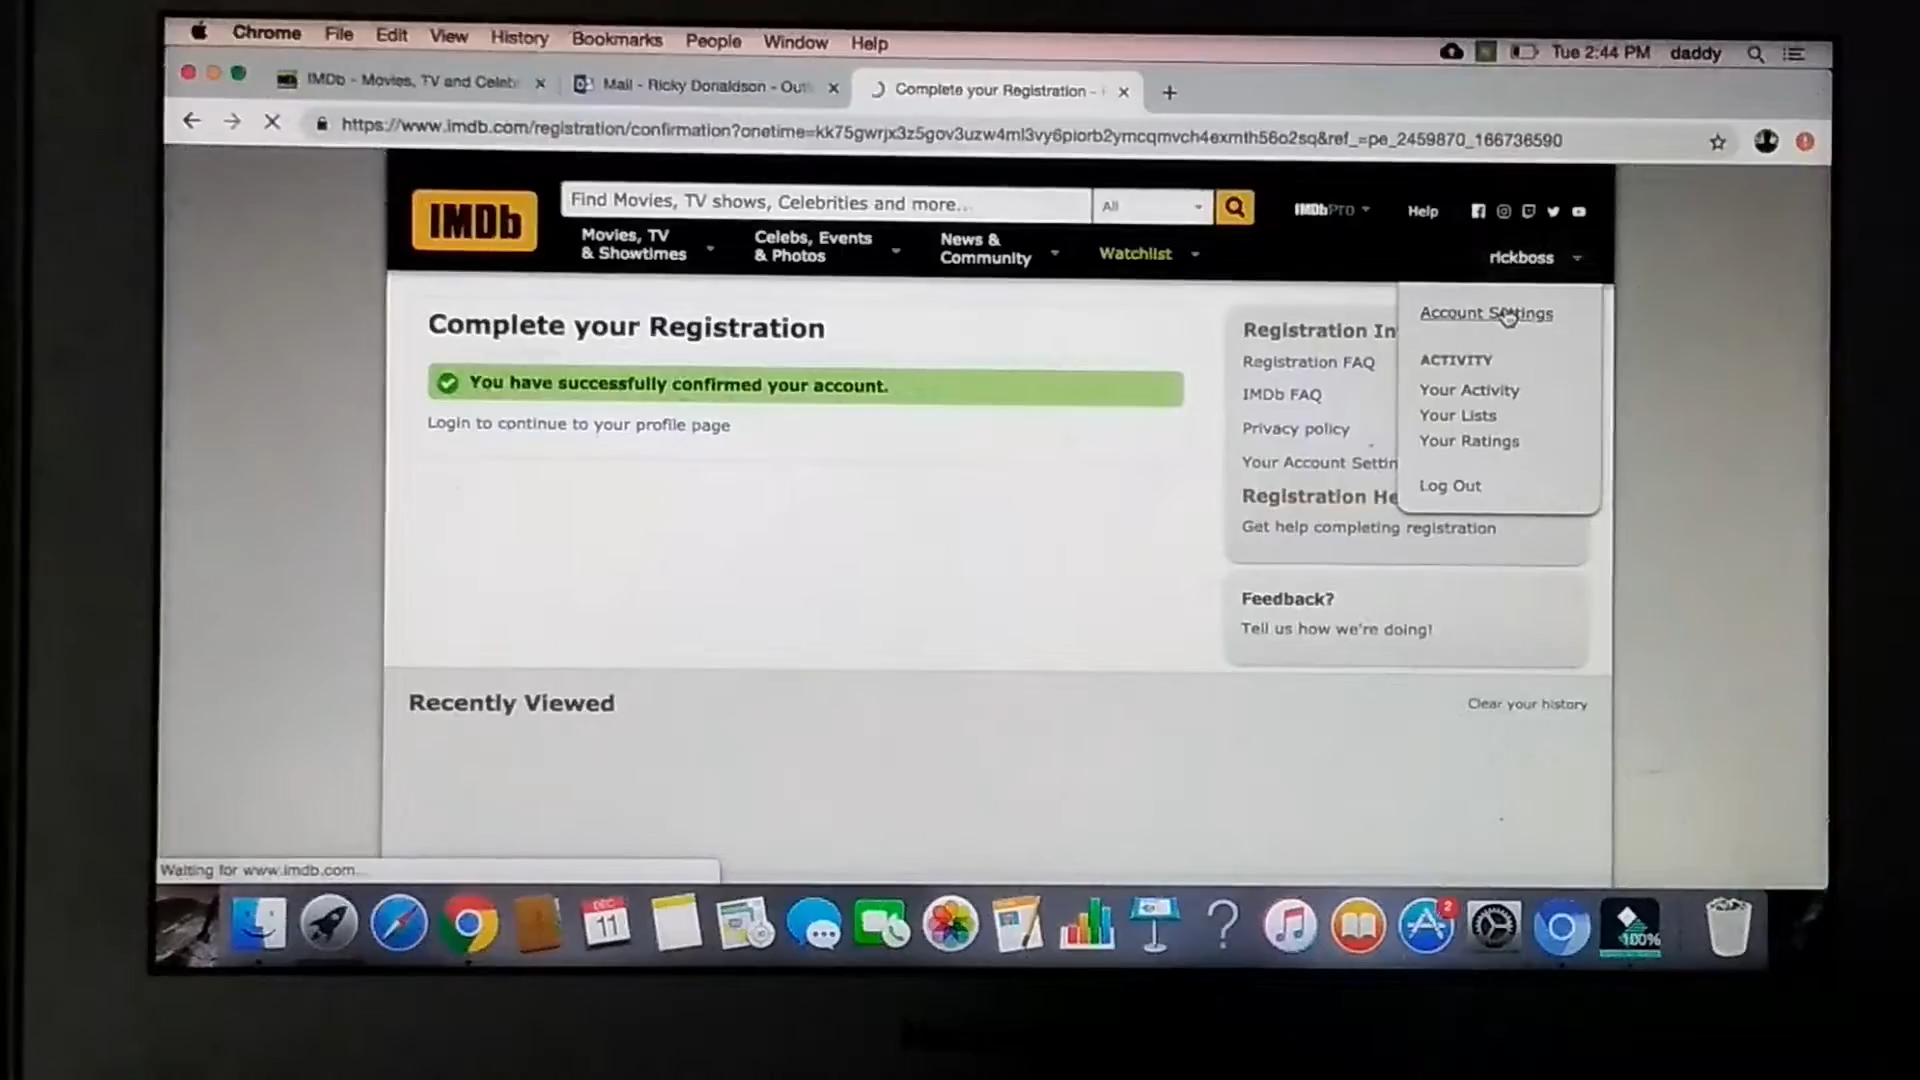 Chrome File Edit View History Bookmarks People Window Help
Tue 2:44 PM daddy
IMDb - Movies, TV and Celeb
Mail - Ricky Donaldson - Out
Complete your Registration -
https://www.imdb.com/registration/confirmation?onetime=kk75gwrjx3z5gov3uzw4ml3vy6piorb2ymcqmvch4exmth56o2sq&ref_=pe_2459870_166736590
IMDb
Find Movies, TV shows, Celebrities and more...
All
IMDbPro
Help
Movies, TV
& Showtimes
Celebs, Events
& Photos
News &
Community
Watchlist
rickboss
Account Settings
ACTIVITY
Your Activity
Your Lists
Your Ratings
Log Out
Complete your Registration
You have successfully confirmed your account.
Login to continue to your profile page
Registration In
Registration FAQ
IMDb FAQ
Privacy policy
Your Account Settin
Registration He
Get help completing registration
Feedback?
Tell us how we're doing!
Recently Viewed
Clear your history
Waiting for www.imdb.com...
DEC
11
2
100%